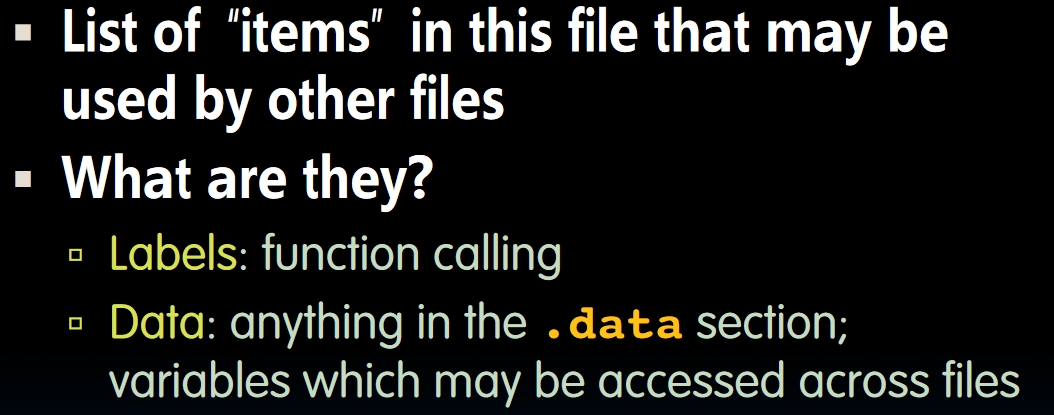 ▪ List of “items” in this file that may be
used by other files
▪ What are they?
▫ Labels: function calling
▫ Data: anything in the .data section;
variables which may be accessed across files